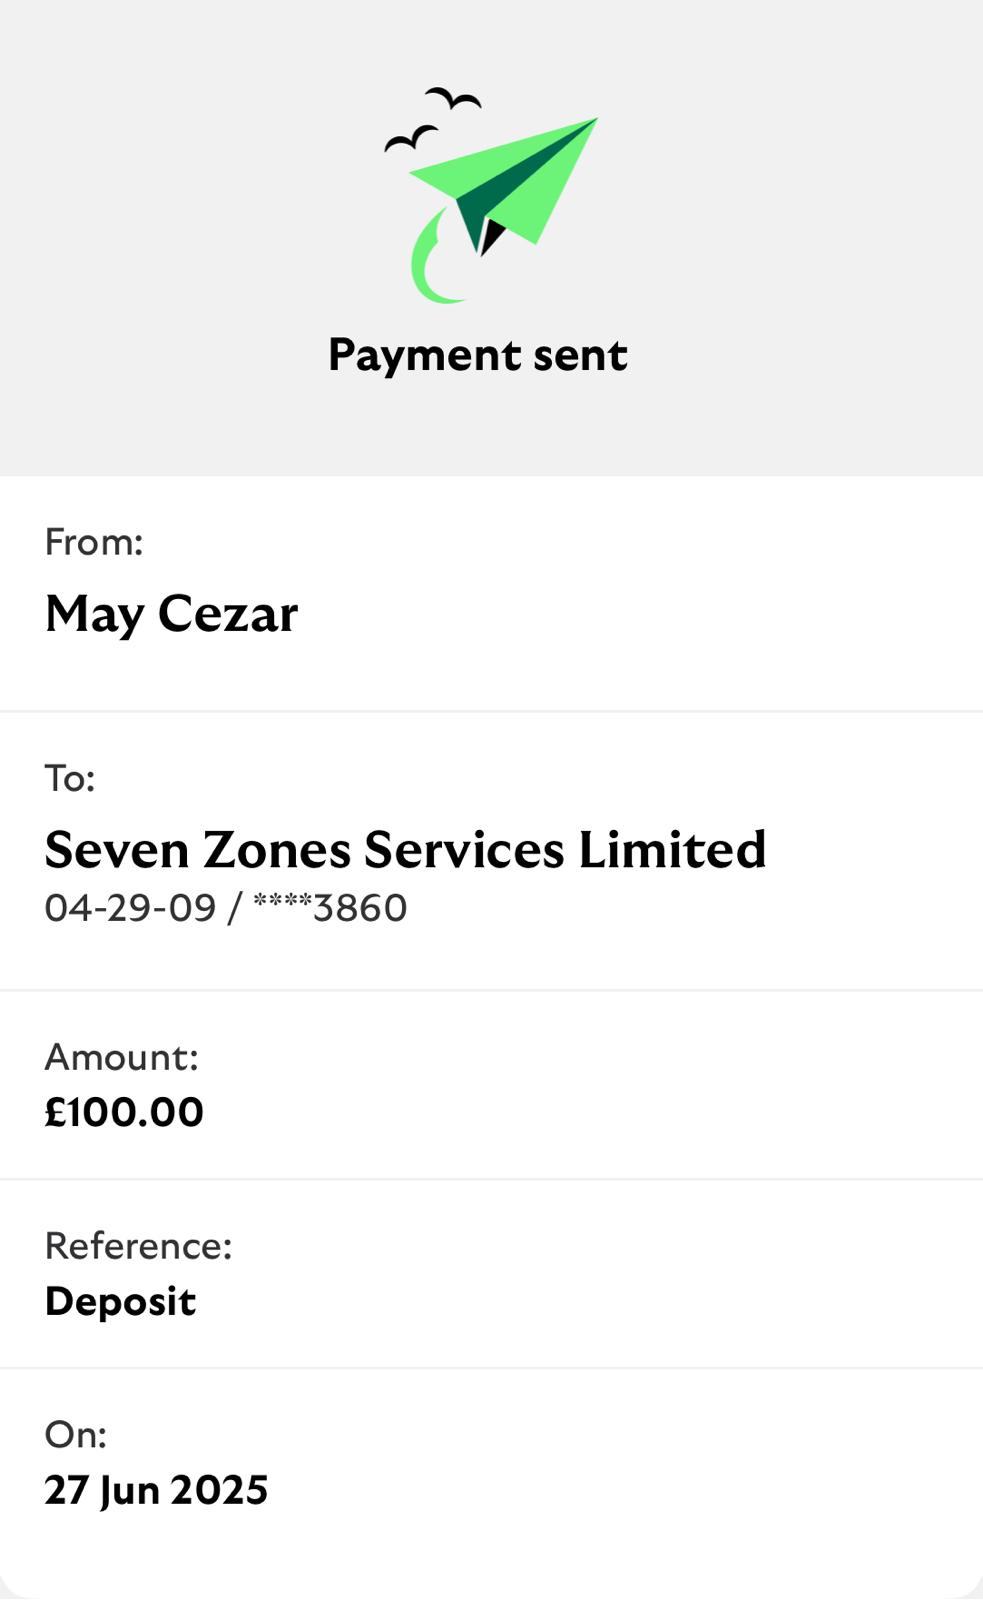 Payment sent
From:
May Cezar
To:
Seven Zones Services Limited
04-29-09 / ****3860
Amount:
£100.00
Reference:
Deposit
On:
27 Jun 2025